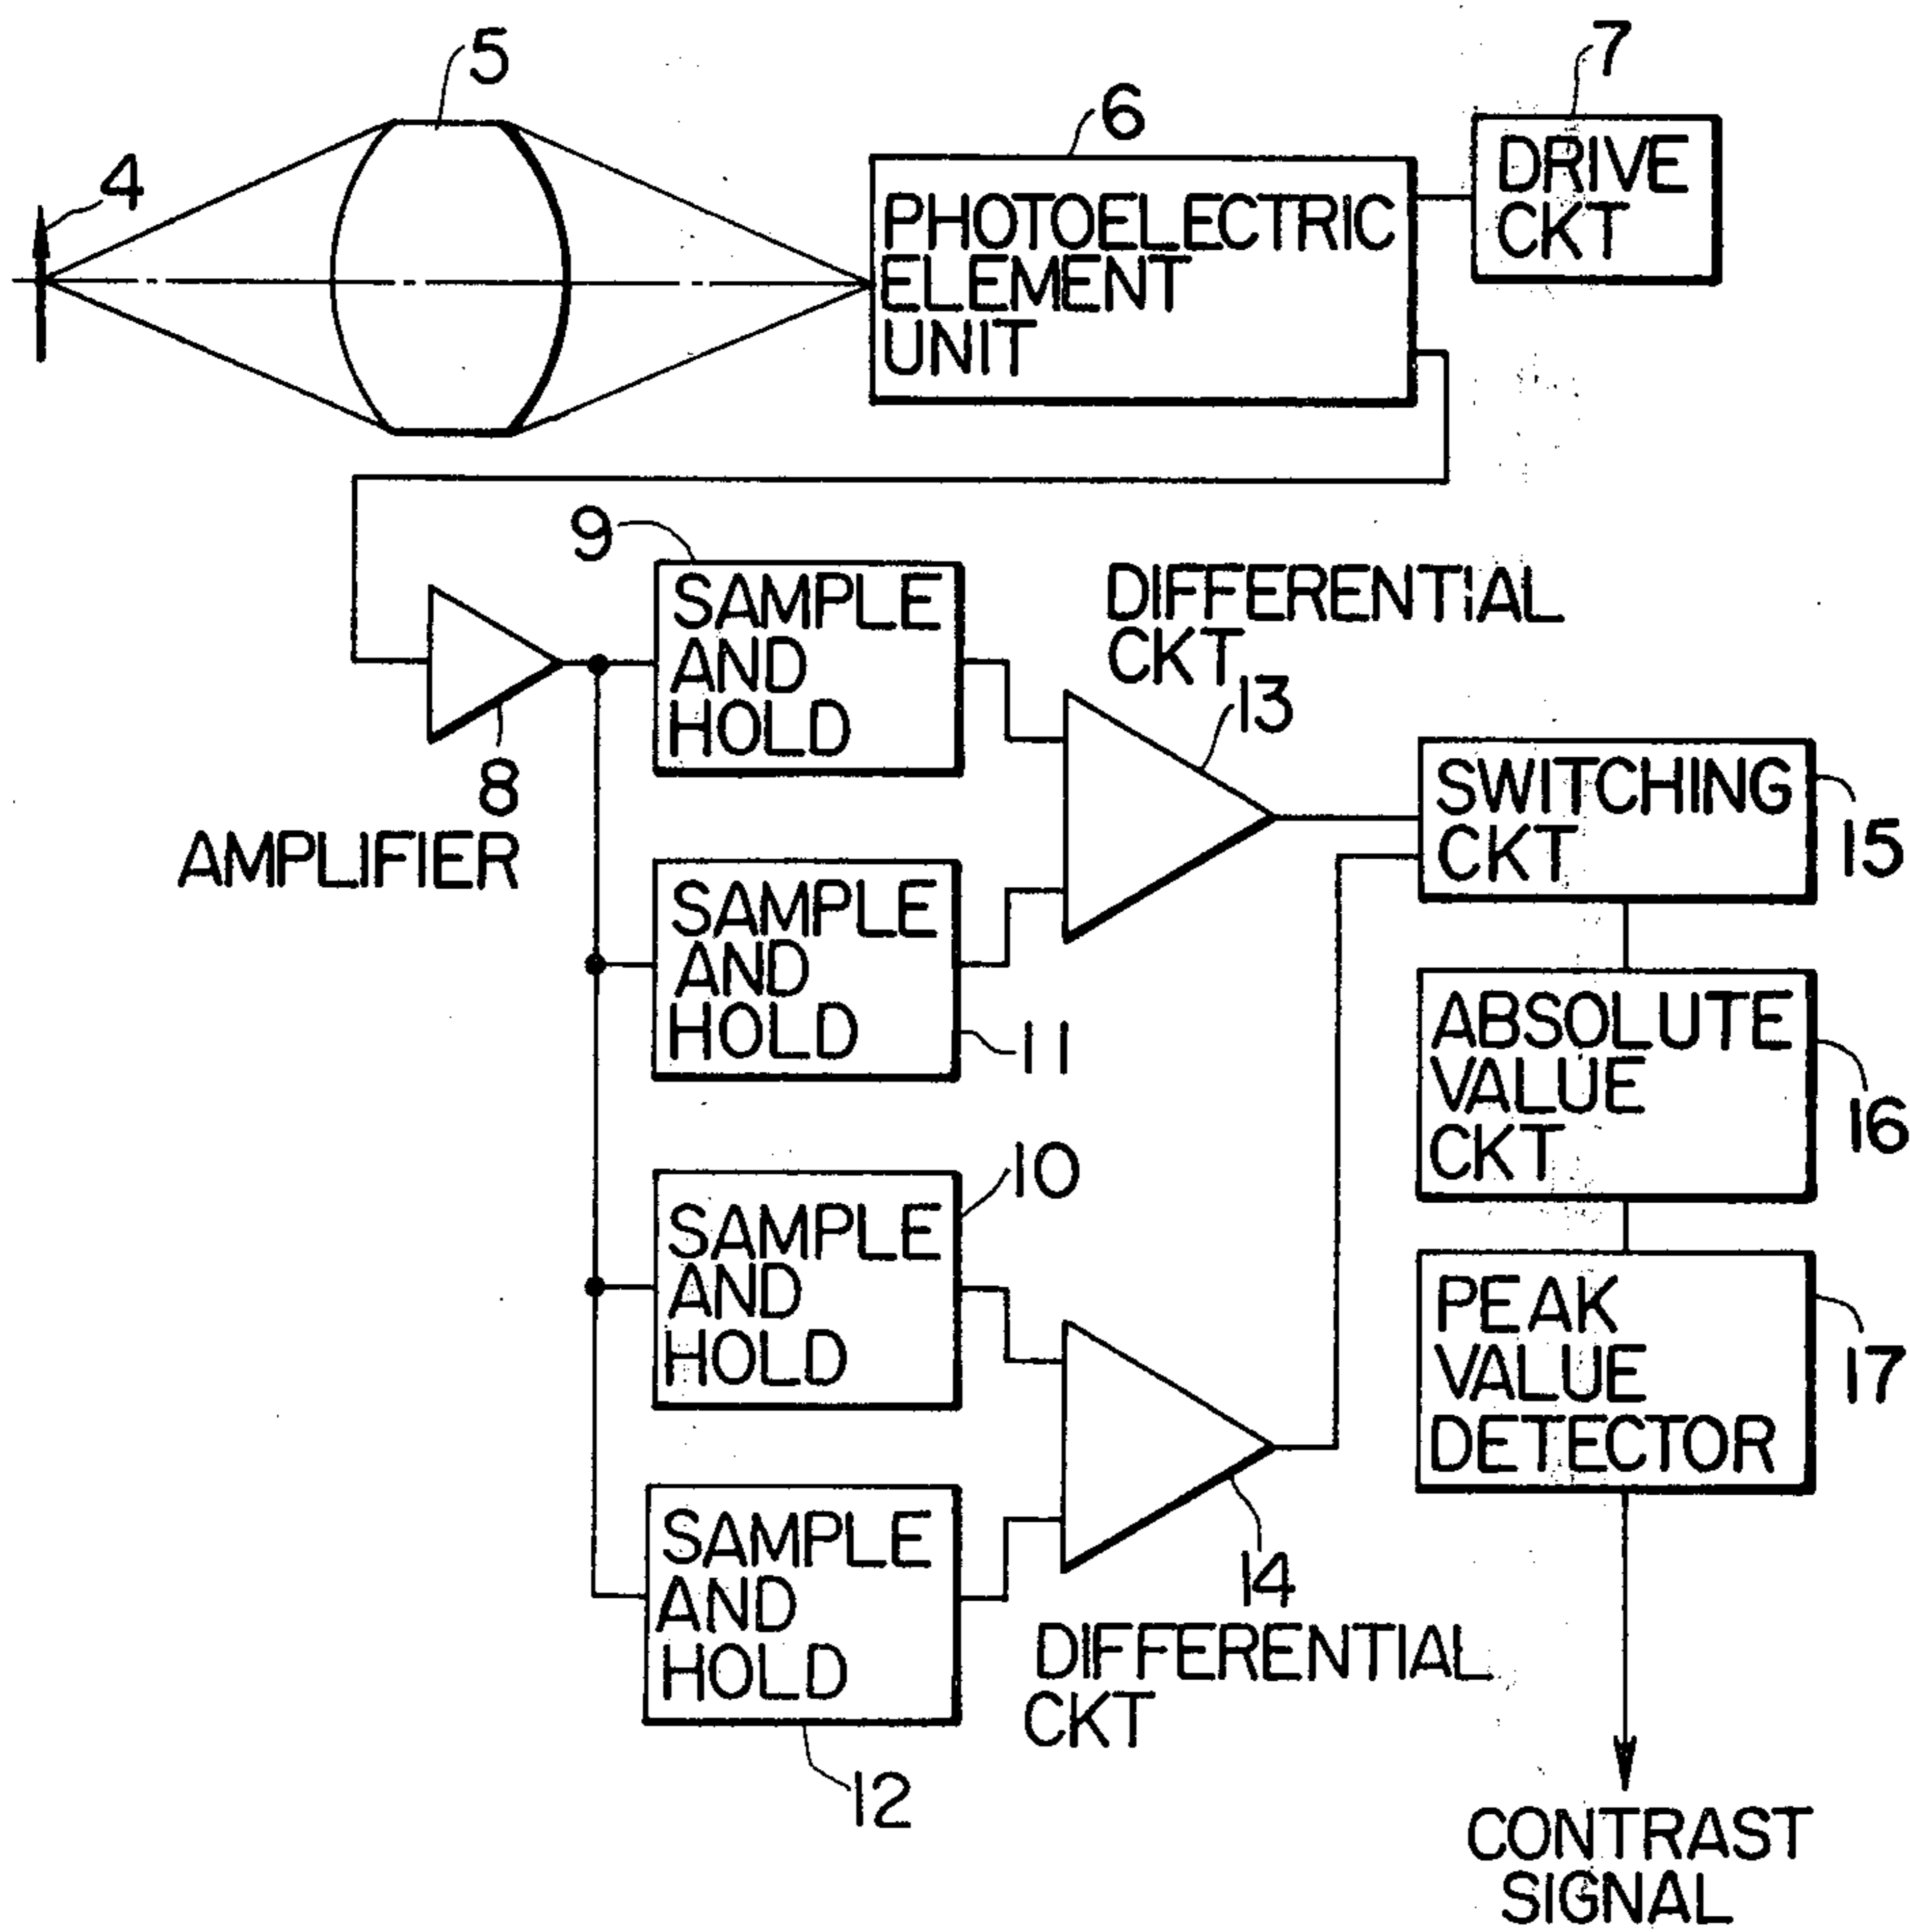 5
7
6
4
DRIVE
CKT
PHOTOELECTRIC
ELEMENT
UNIT
9
SAMPLE
AND
HOLD
DIFFERENTIAL
CKT
13
8
AMPLIFIER
SWITCHING
CKT
15
SAMPLE
AND
HOLD
11
ABSOLUTE
VALUE
CKT
16
10
SAMPLE
AND
HOLD
PEAK
VALUE
DETECTOR
17
SAMPLE
AND
HOLD
14
DIFFERENTIAL
CKT
12
CONTRAST
SIGNAL